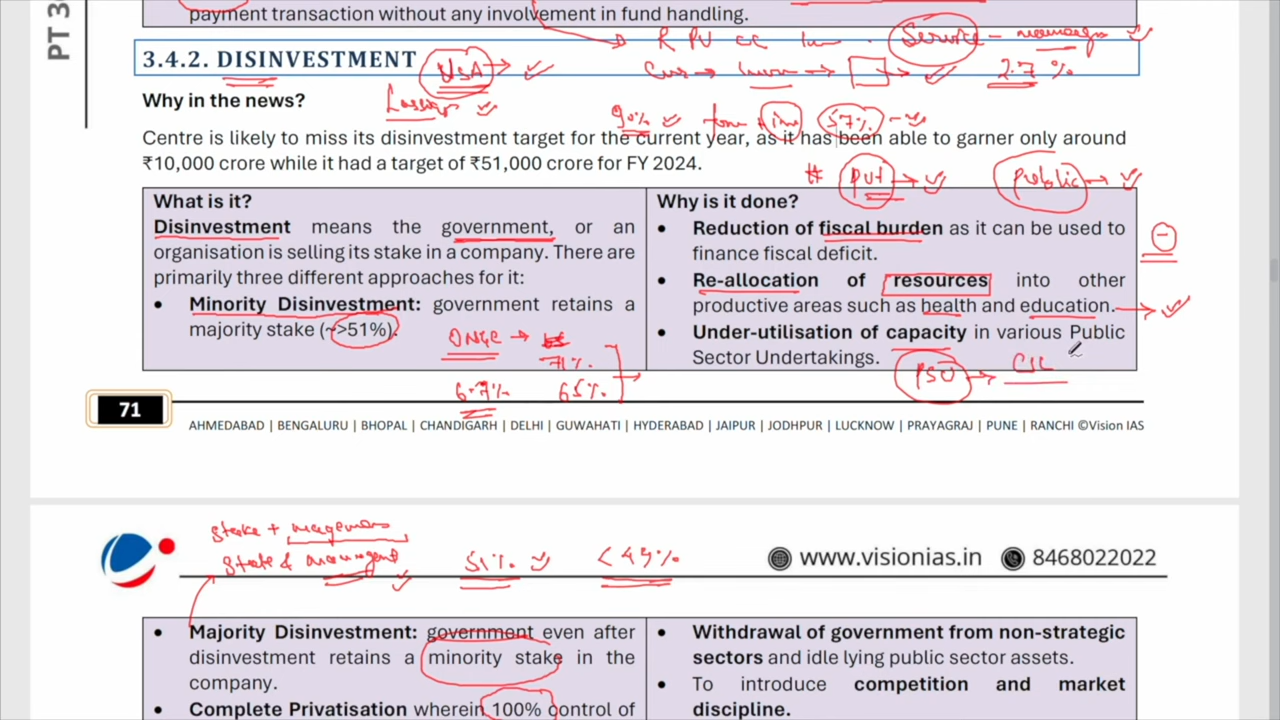 PT 3
payment transaction without any involvement in fund handling.
Service
3.4.2. DISINVESTMENT
USA
2.7 %
Why in the news?
90%
57%
Centre is likely to miss its disinvestment target for the current year, as it has been able to garner only around
₹10,000 crore while it had a target of ₹51,000 crore for FY 2024.
# Pvt
Public
What is it?
Disinvestment means the government, or an
organisation is selling its stake in a company. There are
primarily three different approaches for it:
• Minority Disinvestment: government retains a
majority stake (~>51%).
ONGC
71%
6.7%
65%
Why is it done?
• Reduction of fiscal burden as it can be used to
finance fiscal deficit.
• Re-allocation of resources into other
productive areas such as health and education.
• Under-utilisation of capacity in various Public
Sector Undertakings.
PSU
CIL
71
AHMEDABAD | BENGALURU | BHOPAL | CHANDIGARH | DELHI | GUWAHATI | HYDERABAD | JAIPUR | JODHPUR | LUCKNOW | PRAYAGRAJ | PUNE | RANCHI ©Vision IAS
51%
<49%
www.visionias.in
8468022022
• Majority Disinvestment: government even after
disinvestment retains a minority stake in the
company.
• Complete Privatisation wherein 100% control of
• Withdrawal of government from non-strategic
sectors and idle lying public sector assets.
• To introduce competition and market
discipline.